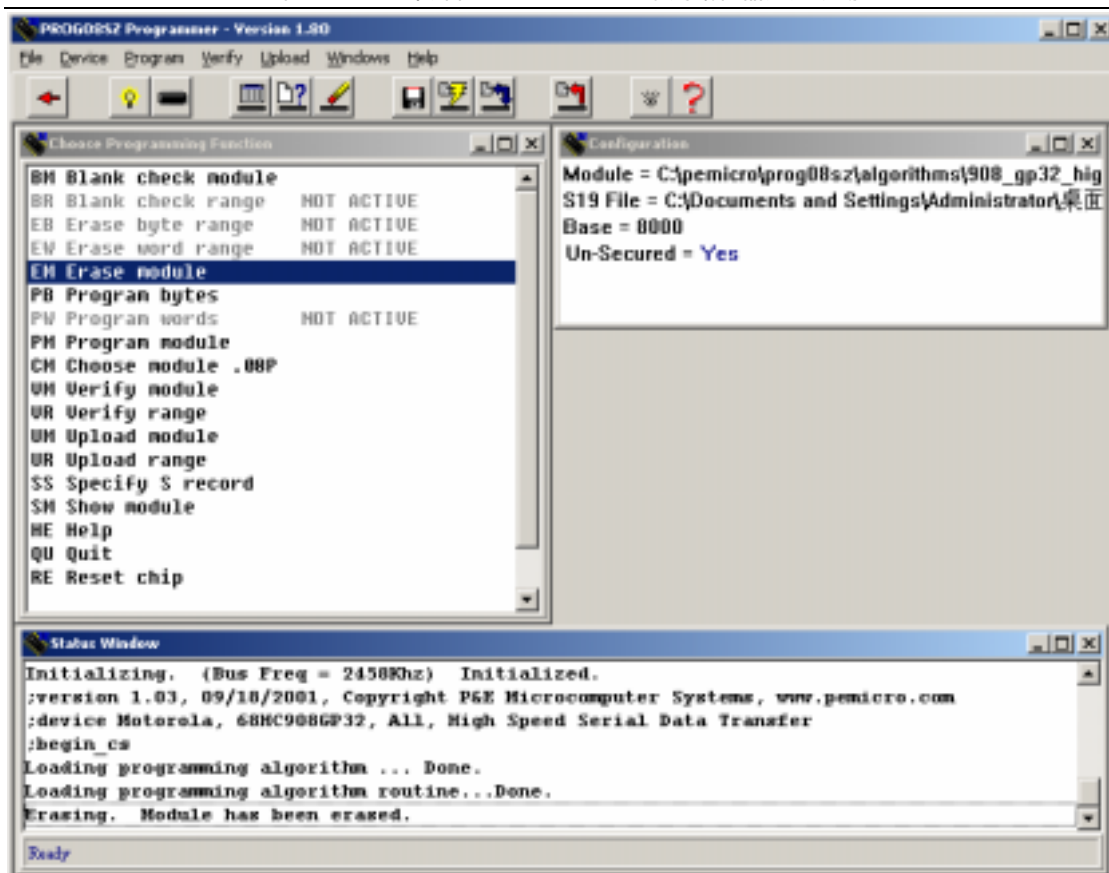 PROG08SZ Programmer - Version 1.80
File Device Program Verify Upload Windows Help
Choose Programming Function
BM Blank check module
BR Blank check range NOT ACTIVE
EB Erase byte range NOT ACTIVE
EW Erase word range NOT ACTIVE
EM Erase module
PB Program bytes
PW Program words NOT ACTIVE
PM Program module
CM Choose module .08P
VM Verify module
VR Verify range
UM Upload module
UR Upload range
SS Specify S record
SM Show module
HE Help
QU Quit
RE Reset chip
Configuration
Module = C:\pemicro\prog08sz\algorithms\908_gp32_hig
S19 File = C:\Documents and Settings\Administrator\桌面
Base = 8000
Un-Secured = Yes
Status Window
Initializing. (Bus Freq = 2450Khz) Initialized.
;version 1.03, 09/18/2001, Copyright P&E Microcomputer Systems, www.pemicro.com
;device Motorola, 68HC908GP32, All, High Speed Serial Data Transfer
;begin_cs
Loading programming algorithm ... Done.
Loading programming algorithm routine...Done.
Erasing. Module has been erased.
Ready